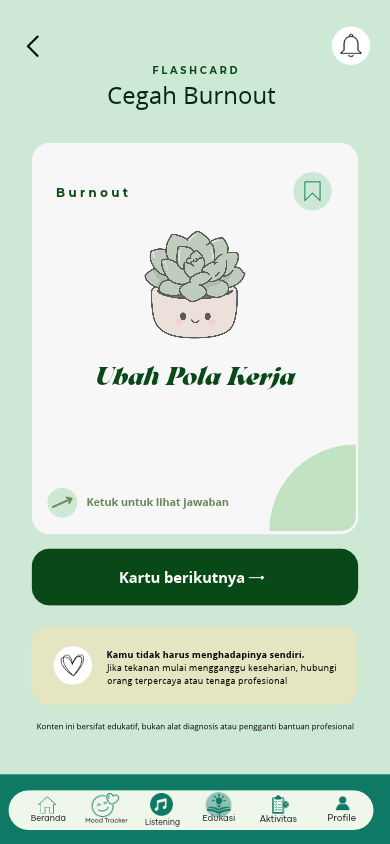 FLASHCARD
Cegah Burnout
Burnout
Ubah Pola Kerja
Ketuk untuk lihat jawaban
Kartu berikutnya →
Kamu tidak harus menghadapinya sendiri.
Jika tekanan mulai mengganggu keseharian, hubungi
orang terpercaya atau tenaga profesional
Konten ini bersifat edukatif, bukan alat diagnosis atau pengganti bantuan profesional
Beranda
Mood Tracker
Listening
Edukasi
Aktivitas
Profile